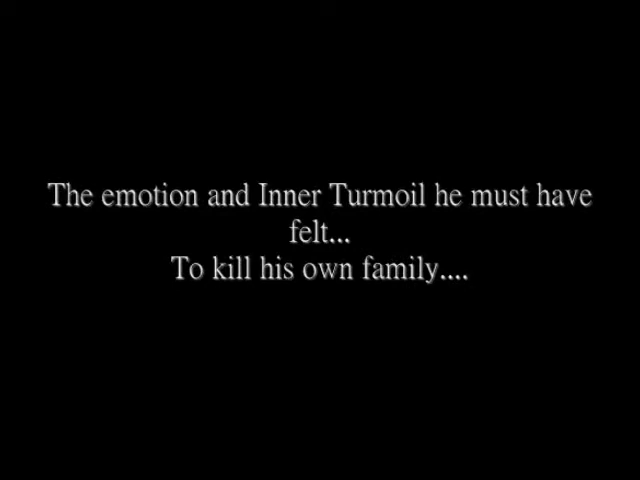 The emotion and Inner Turmoil he must have
felt...
To kill his own family....